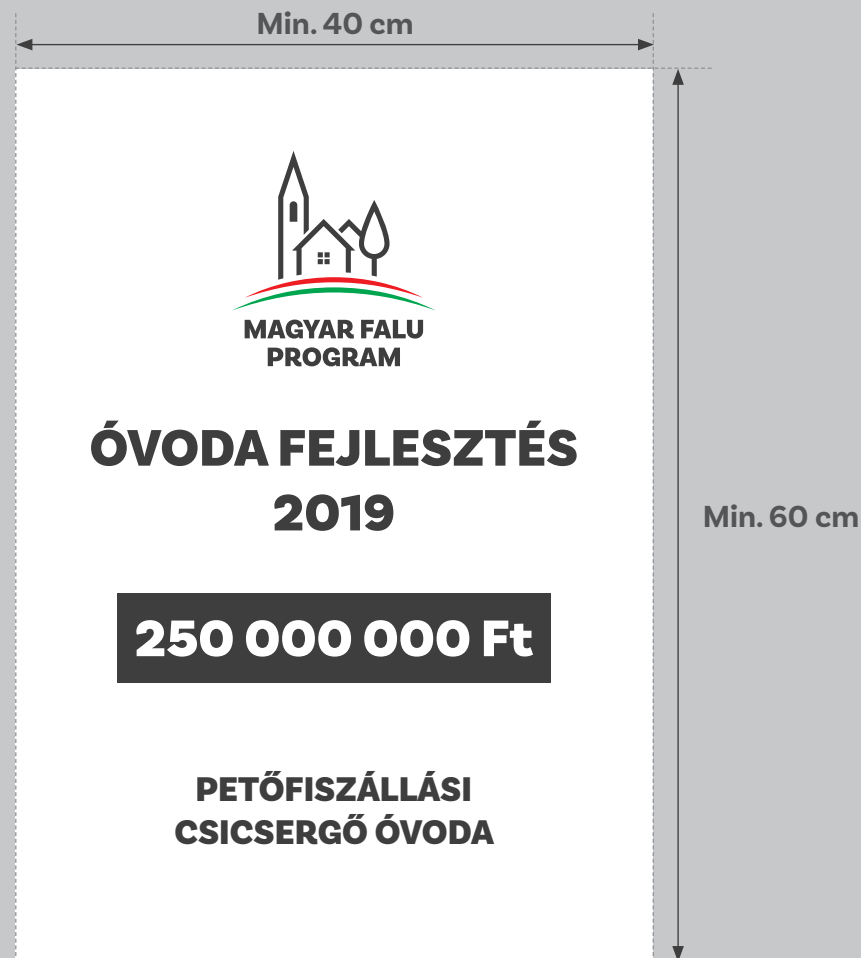 Min. 40 cm
MAGYAR FALU
PROGRAM
ÓVODA FEJLESZTÉS
2019
Min. 60 cm
250 000 000 Ft
PETŐFISZÁLLÁSI
CSICSERGŐ ÓVODA